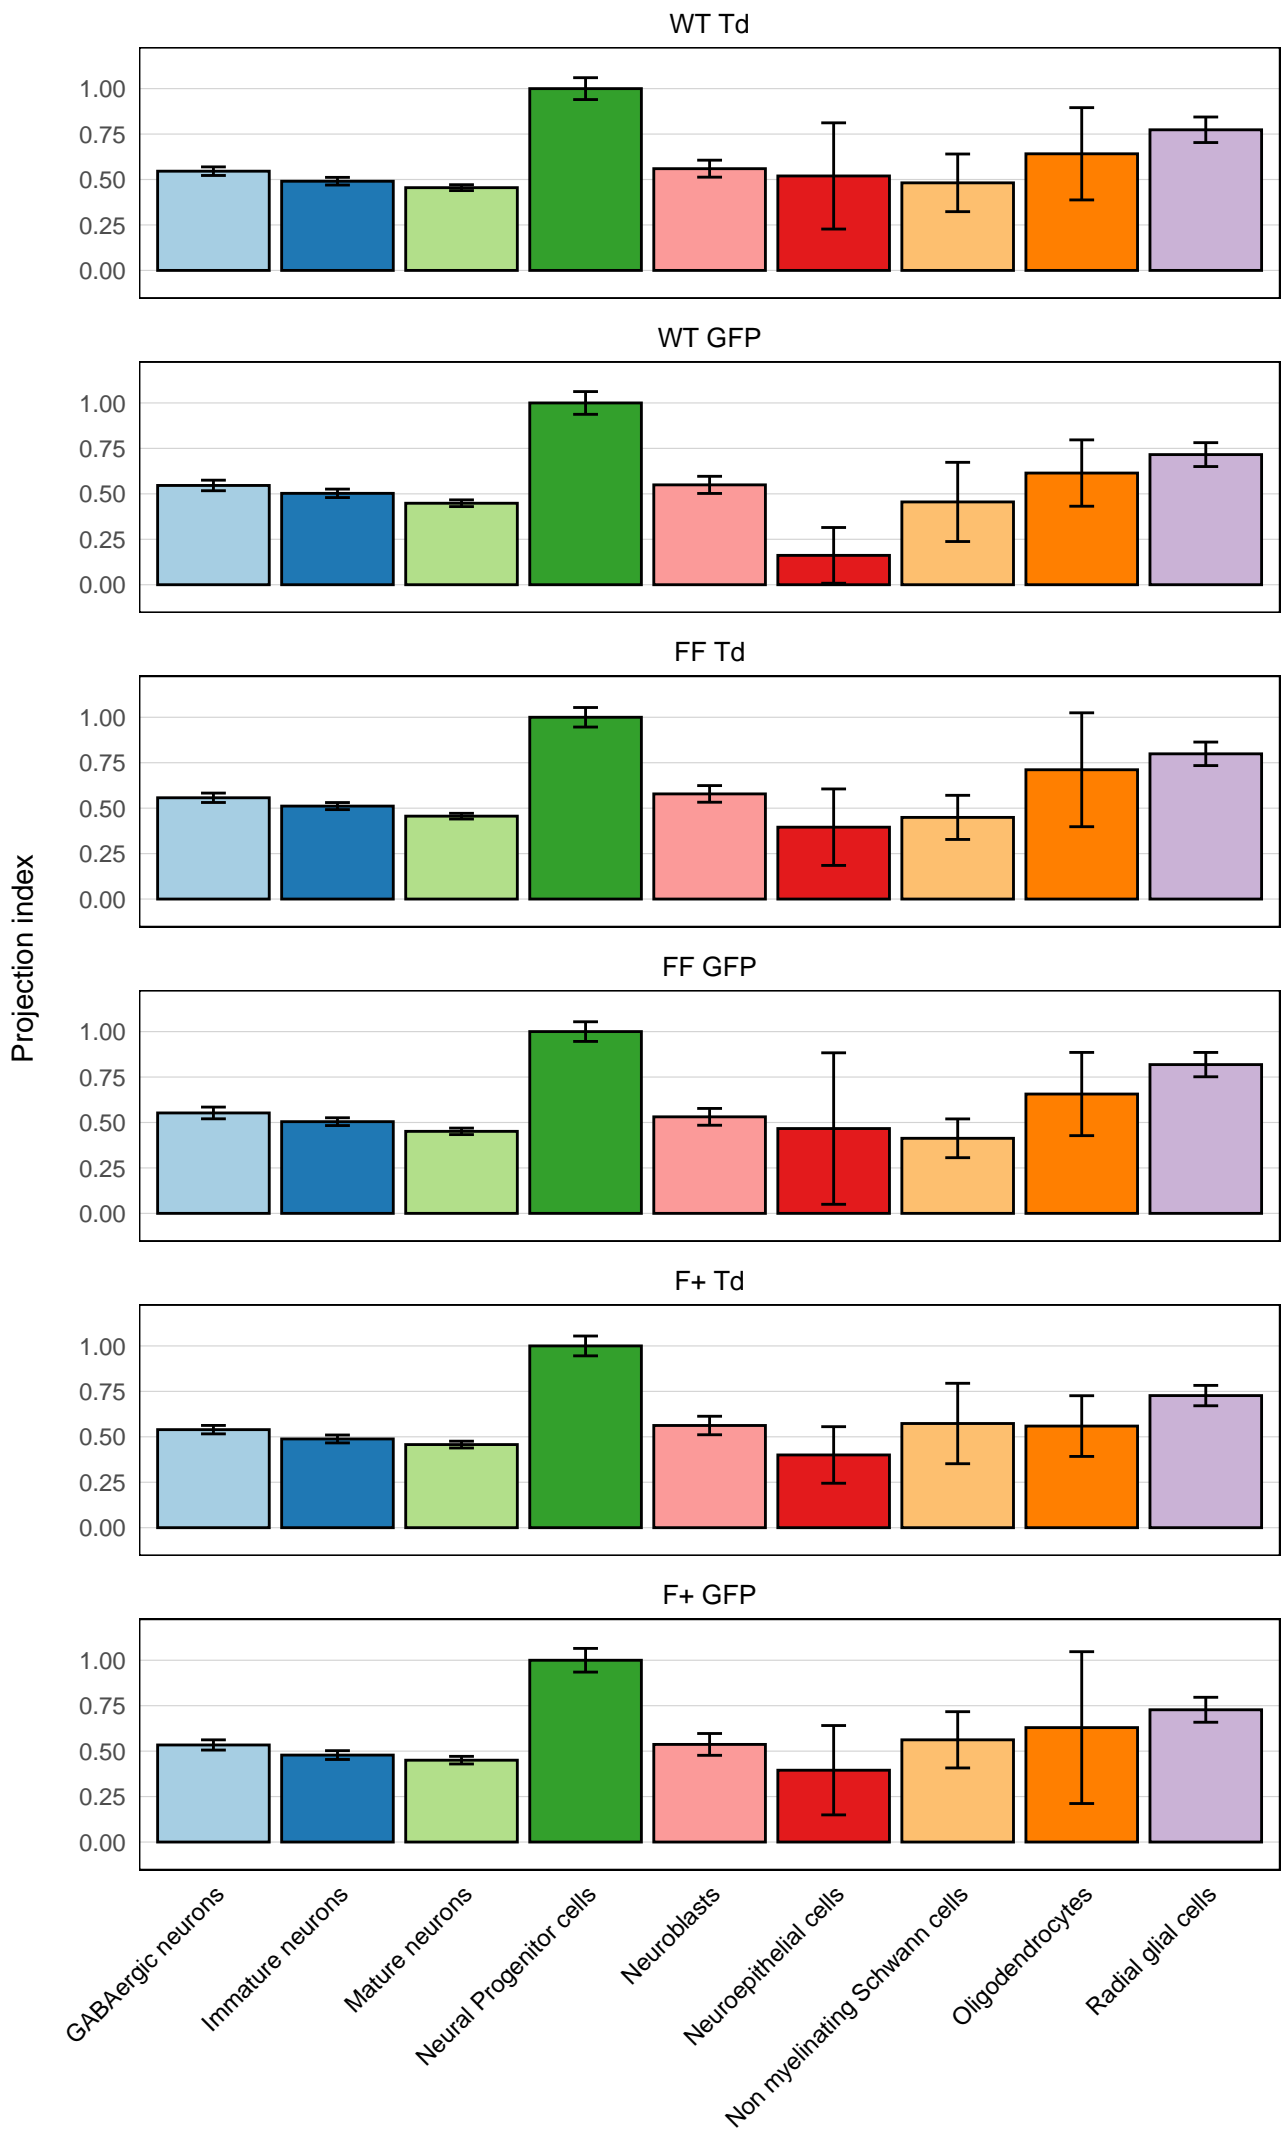 WT Td
1.00
0.75
0.50
0.25
0.00
WT GFP
1.00
0.75
0.50
0.25
0.00
FF Td
1.00
0.75
0.50
0.25
0.00
Projection index
FF GFP
1.00
0.75
0.50
0.25
0.00
F+ Td
1.00
0.75
0.50
0.25
0.00
F+ GFP
1.00
0.75
0.50
0.25
0.00
GABAergic neurons
Immature neurons
Mature neurons
Neural Progenitor cells
Neuroblasts
Neuroepithelial cells
Non myelinating Schwann cells
Oligodendrocytes
Radial glial cells